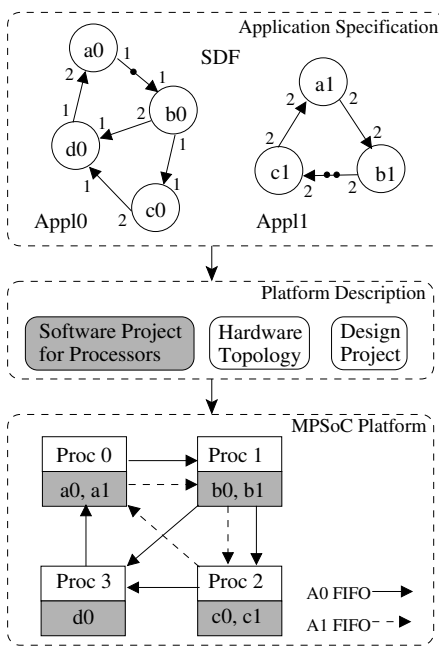 Application Specification
SDF
a0
1
2
1
b0
1
1
2
1
d0
1
1
2
c0
Appl0
a1
2
2
2
2
c1
2
2
b1
Appl1
Platform Description
Software Project
for Processors
Hardware
Topology
Design
Project
MPSoC Platform
Proc 0
a0, a1
Proc 1
b0, b1
Proc 3
d0
Proc 2
c0, c1
A0 FIFO
A1 FIFO